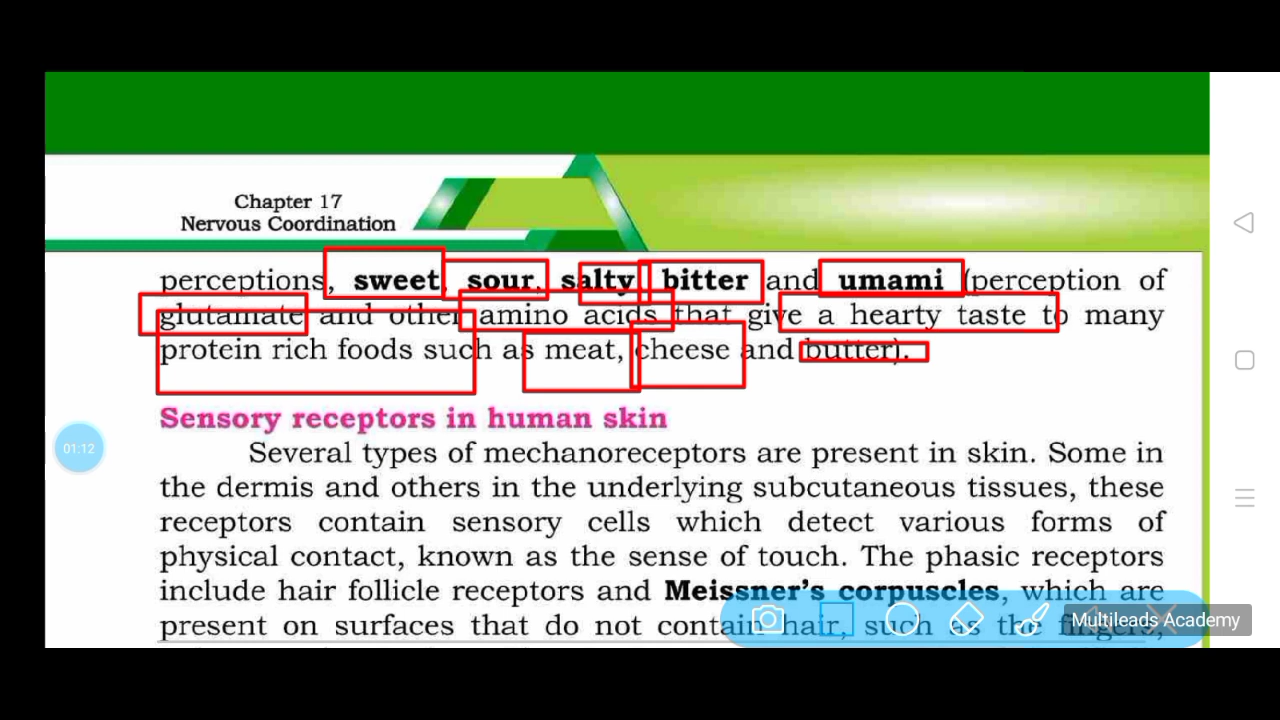 Chapter 17
Nervous Coordination
perceptions, sweet, sour, salty, bitter and umami (perception of
glutamate and other amino acids that give a hearty taste to many
protein rich foods such as meat, cheese and butter).
Sensory receptors in human skin
Several types of mechanoreceptors are present in skin. Some in
the dermis and others in the underlying subcutaneous tissues, these
receptors contain sensory cells which detect various forms of
physical contact, known as the sense of touch. The phasic receptors
include hair follicle receptors and Meissner's corpuscles, which are
present on surfaces that do not contain hair, such as the fingers,
01:12
Multileads Academy